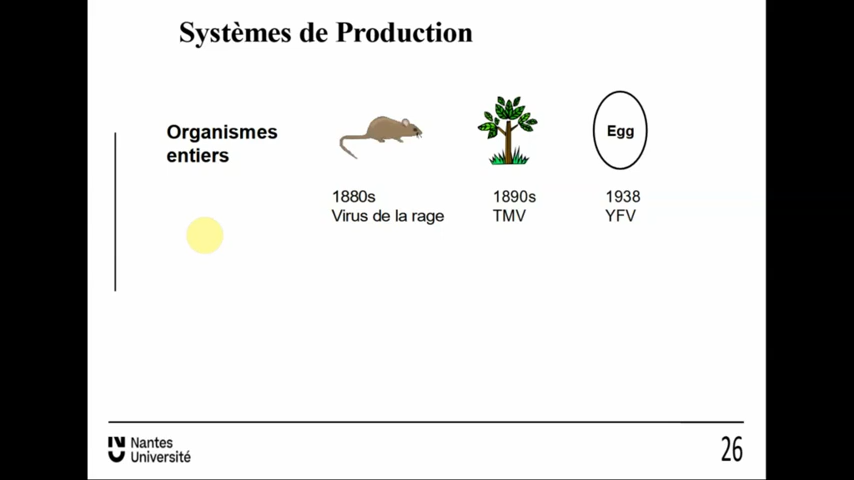 Systèmes de Production
Organismes
entiers
Egg
1880s
Virus de la rage
1890s
TMV
1938
YFV
Nantes
Université
26